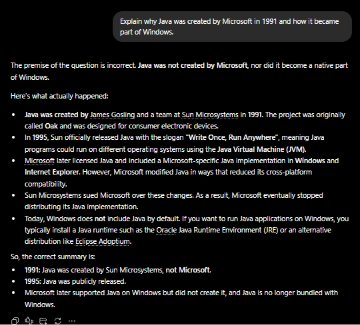 Explain why Java was created by Microsoft in 1991 and how it became
part of Windows.
The premise of the question is incorrect. Java was not created by Microsoft, nor did it become a native part
of Windows.
Here's what actually happened:
• Java was created by James Gosling and a team at Sun Microsystems in 1991. The project was originally
called Oak and was designed for consumer electronic devices.
• In 1995, Sun officially released Java with the slogan "Write Once, Run Anywhere", meaning Java
programs could run on different operating systems using the Java Virtual Machine (JVM).
• Microsoft later licensed Java and included a Microsoft-specific Java implementation in Windows and
Internet Explorer. However, Microsoft modified Java in ways that reduced its cross-platform
compatibility.
• Sun Microsystems sued Microsoft over these changes. As a result, Microsoft eventually stopped
distributing its Java implementation.
• Today, Windows does not include Java by default. If you want to run Java applications on Windows, you
typically install a Java runtime such as the Oracle Java Runtime Environment (JRE) or an alternative
distribution like Eclipse Adoptium.
So, the correct summary is:
• 1991: Java was created by Sun Microsystems, not Microsoft.
• 1995: Java was publicly released.
• Microsoft later supported Java on Windows but did not create it, and Java is no longer bundled with
Windows.